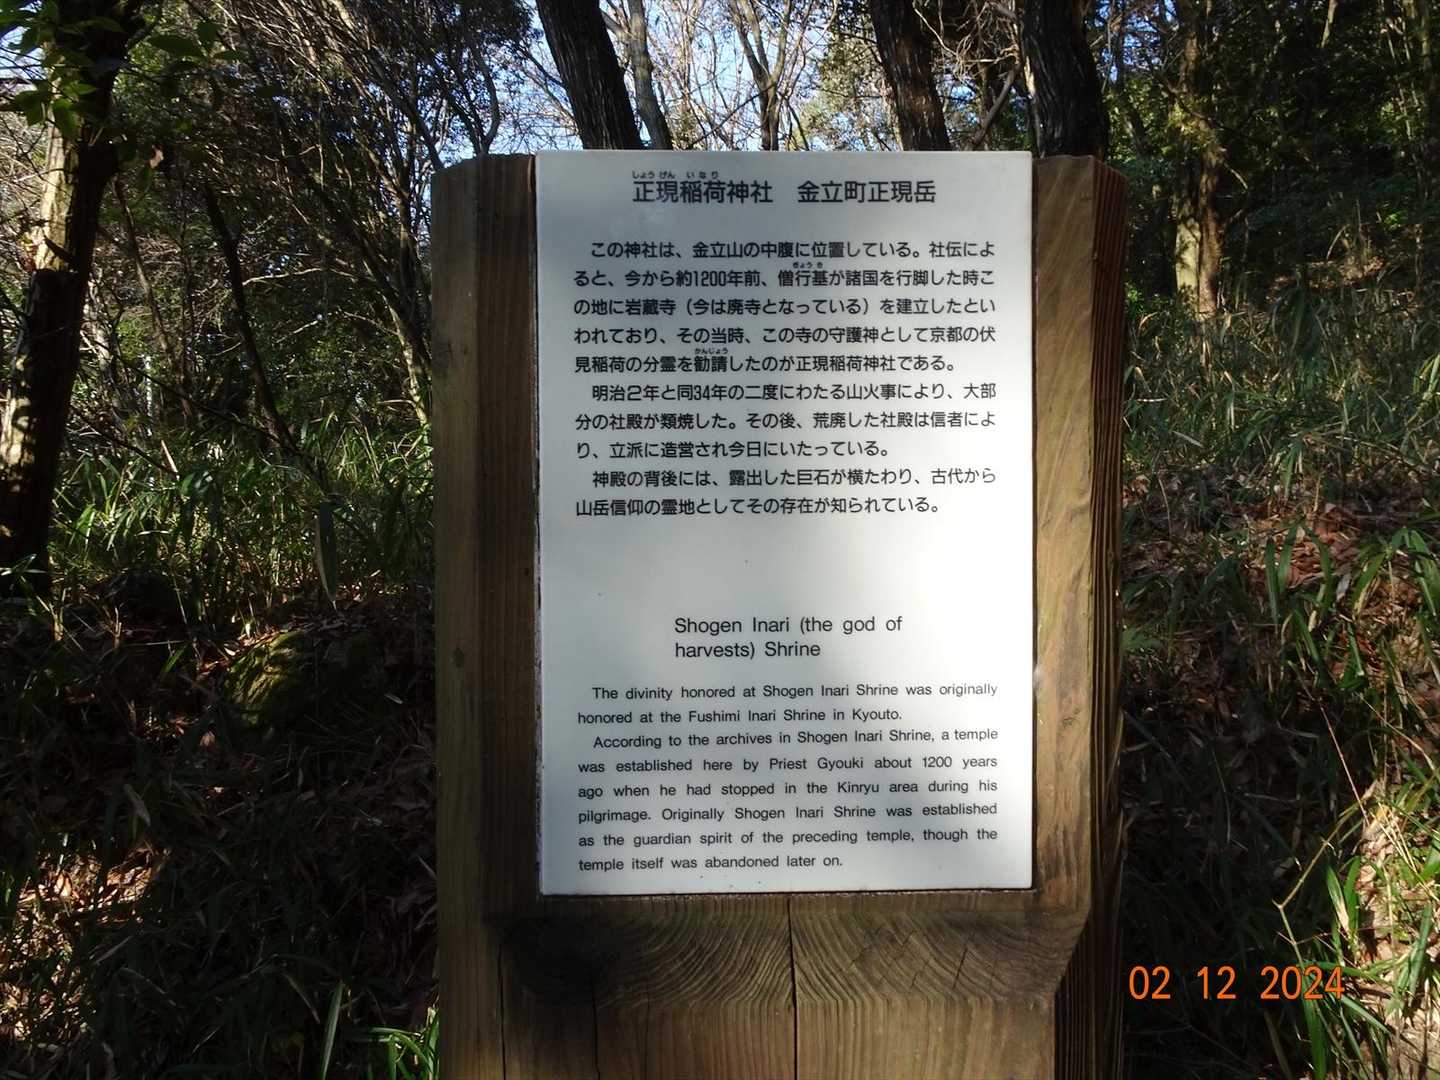 しょう げん い な り
正現稲荷神社　金立町正現岳
この神社は、金立山の中腹に位置している。社伝によ
ぎょう き
ると、今から約1200年前、僧行基が諸国を行脚した時こ
の地に岩蔵寺（今は廃寺となっている）を建立したとい
われており、その当時、この寺の守護神として京都の伏
かんじょう
見稲荷の分霊を勧請したのが正現稲荷神社である。
明治2年と同34年の二度にわたる山火事により、大部
分の社殿が類焼した。その後、荒廃した社殿は信者によ
り、立派に造営され今日にいたっている。
神殿の背後には、露出した巨石が横たわり、古代から
山岳信仰の霊地としてその存在が知られている。
Shogen Inari (the god of
harvests) Shrine
The divinity honored at Shogen Inari Shrine was originally
honored at the Fushimi Inari Shrine in Kyouto.
According to the archives in Shogen Inari Shrine, a temple
was established here by Priest Gyouki about 1200 years
ago when he had stopped in the Kinryu area during his
pilgrimage. Originally Shogen Inari Shrine was established
as the guardian spirit of the preceding temple, though the
temple itself was abandoned later on.
02 12 2024